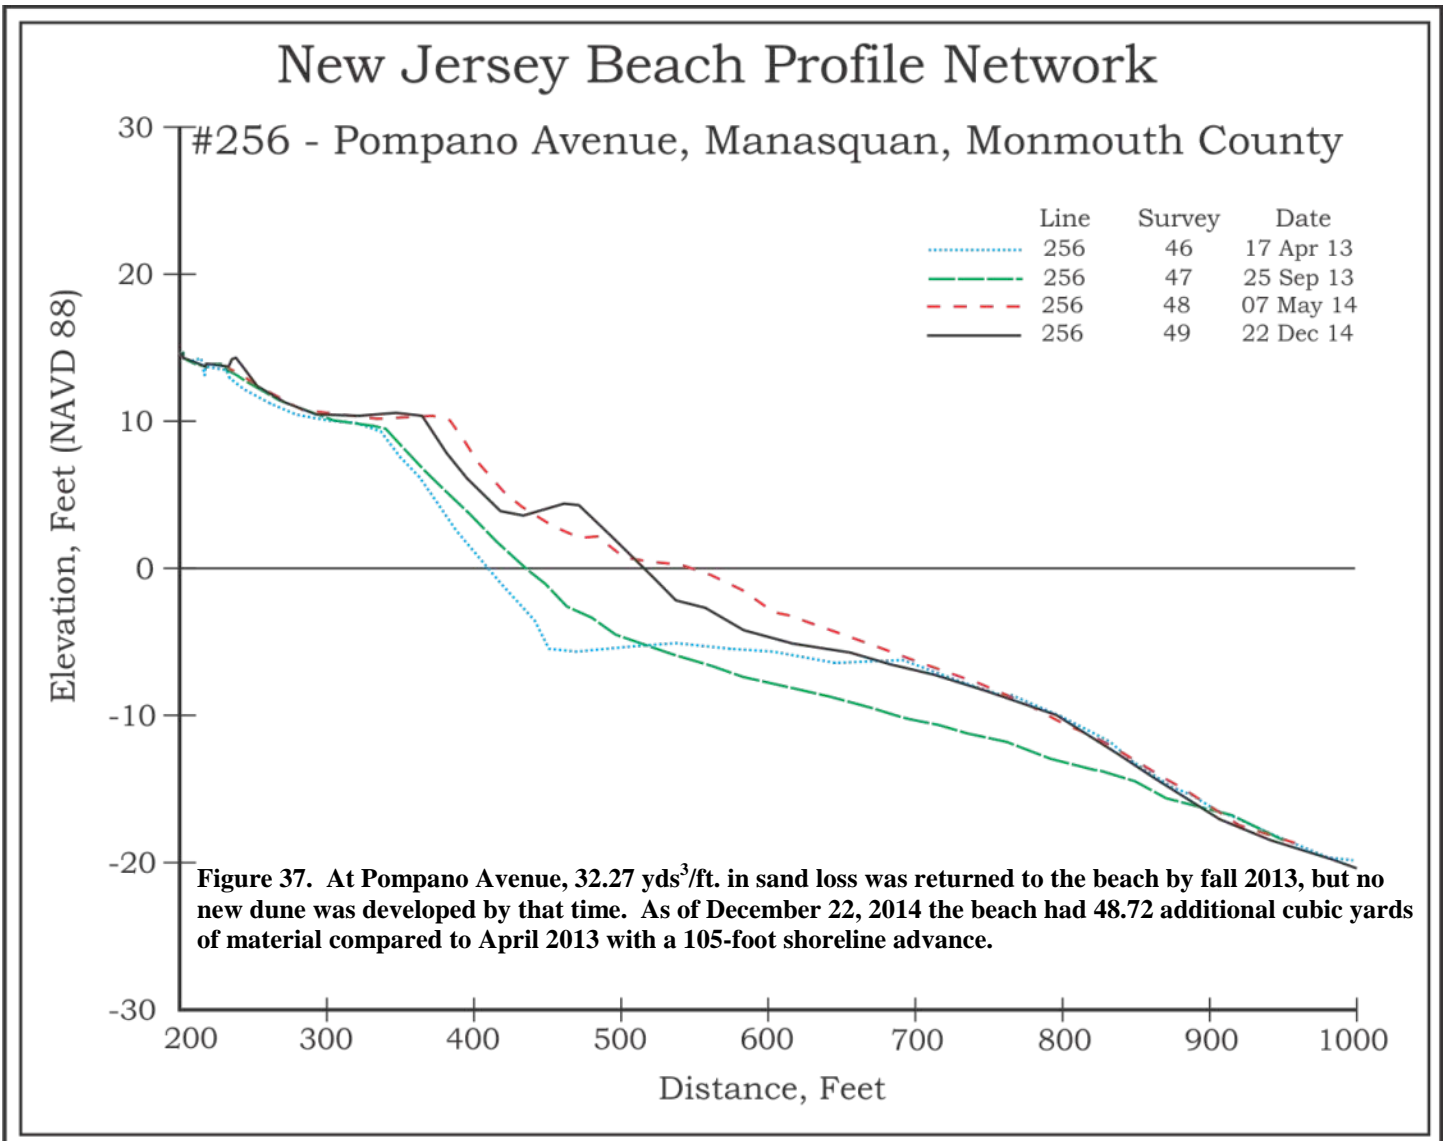 New Jersey Beach Profile Network
#256 - Pompano Avenue, Manasquan, Monmouth County
Line Survey Date
256 46 17 Apr 13
256 47 25 Sep 13
256 48 07 May 14
256 49 22 Dec 14
Elevation, Feet (NAVD 88)
30
20
10
0
-10
-20
-30
Figure 37. At Pompano Avenue, 32.27 yds³/ft. in sand loss was returned to the beach by fall 2013, but no
new dune was developed by that time. As of December 22, 2014 the beach had 48.72 additional cubic yards
of material compared to April 2013 with a 105-foot shoreline advance.
200 300 400 500 600 700 800 900 1000
Distance, Feet